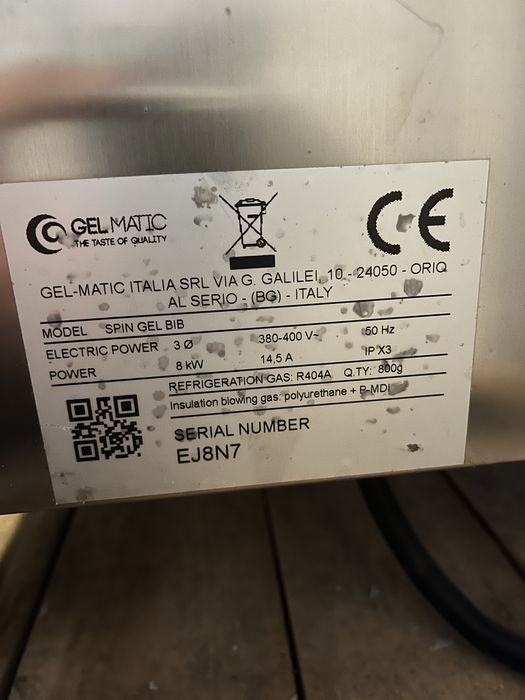 GEL MATIC
THE TASTE OF QUALITY
CE
GEL-MATIC ITALIA SRL VIA G. GALILEI, 10 - 24050 - ORIO
AL SERIO - (BG) - ITALY
MODEL SPIN GEL BIB
ELECTRIC POWER 3 Ø 380-400 V~ 50 Hz
POWER 8 kW 14,5 A IP X3
REFRIGERATION GAS: R404A Q.TY: 800g
Insulation blowing gas: polyurethane + P-MDI
SERIAL NUMBER
EJ8N7